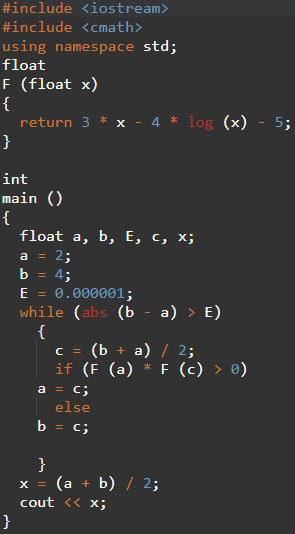 #include <iostream>
#include <cmath>
using namespace std;
float
F (float x)
{
  return 3 * x - 4 * log (x) - 5;
}

int
main ()
{
  float a, b, E, c, x;
  a = 2;
  b = 4;
  E = 0.000001;
  while (abs (b - a) > E)
    {
      c = (b + a) / 2;
      if (F (a) * F (c) > 0)
    a = c;
      else
    b = c;

    }
  x = (a + b) / 2;
  cout << x;
}